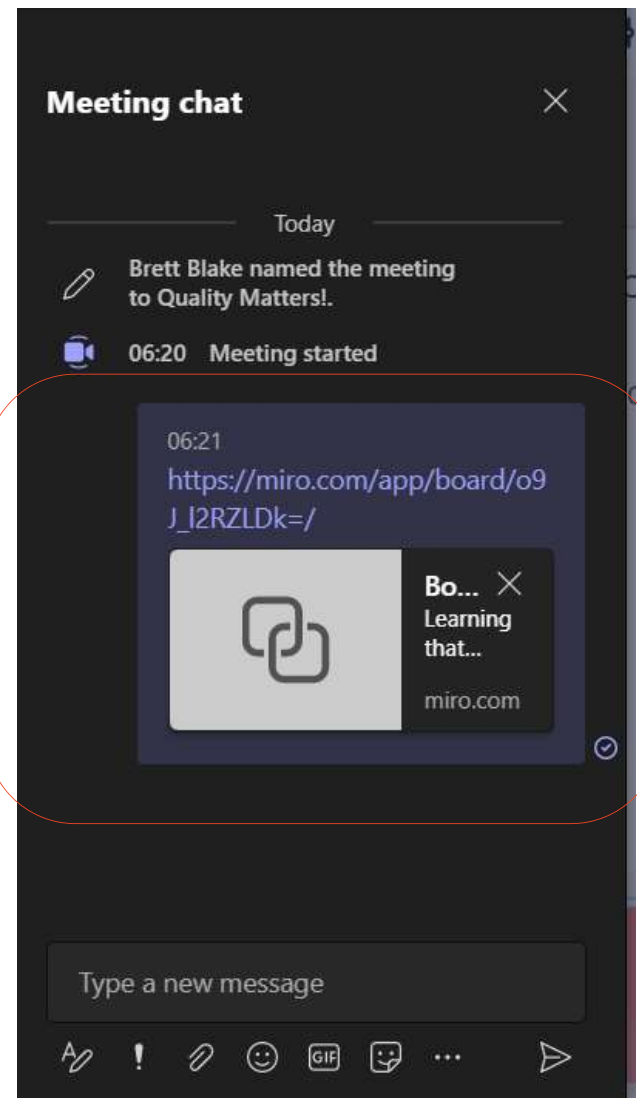 Meeting chat
Today
Brett Blake named the meeting
to Quality Matters!.
06:20 Meeting started
06:21
https://miro.com/app/board/o9
J_l2RZLDk=/
Bo...
Learning
that...
miro.com
Type a new message
GIF